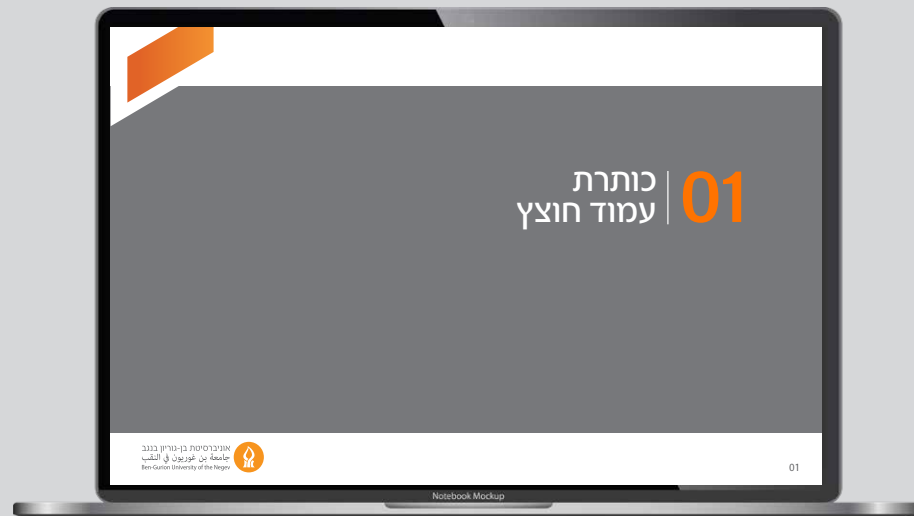 01
כותרת
עמוד חוצץ
אוניברסיטת בן-גוריון בנגב
جامعة بن غوريون في النقب
Ben-Gurion University of the Negev
01
Notebook Mockup